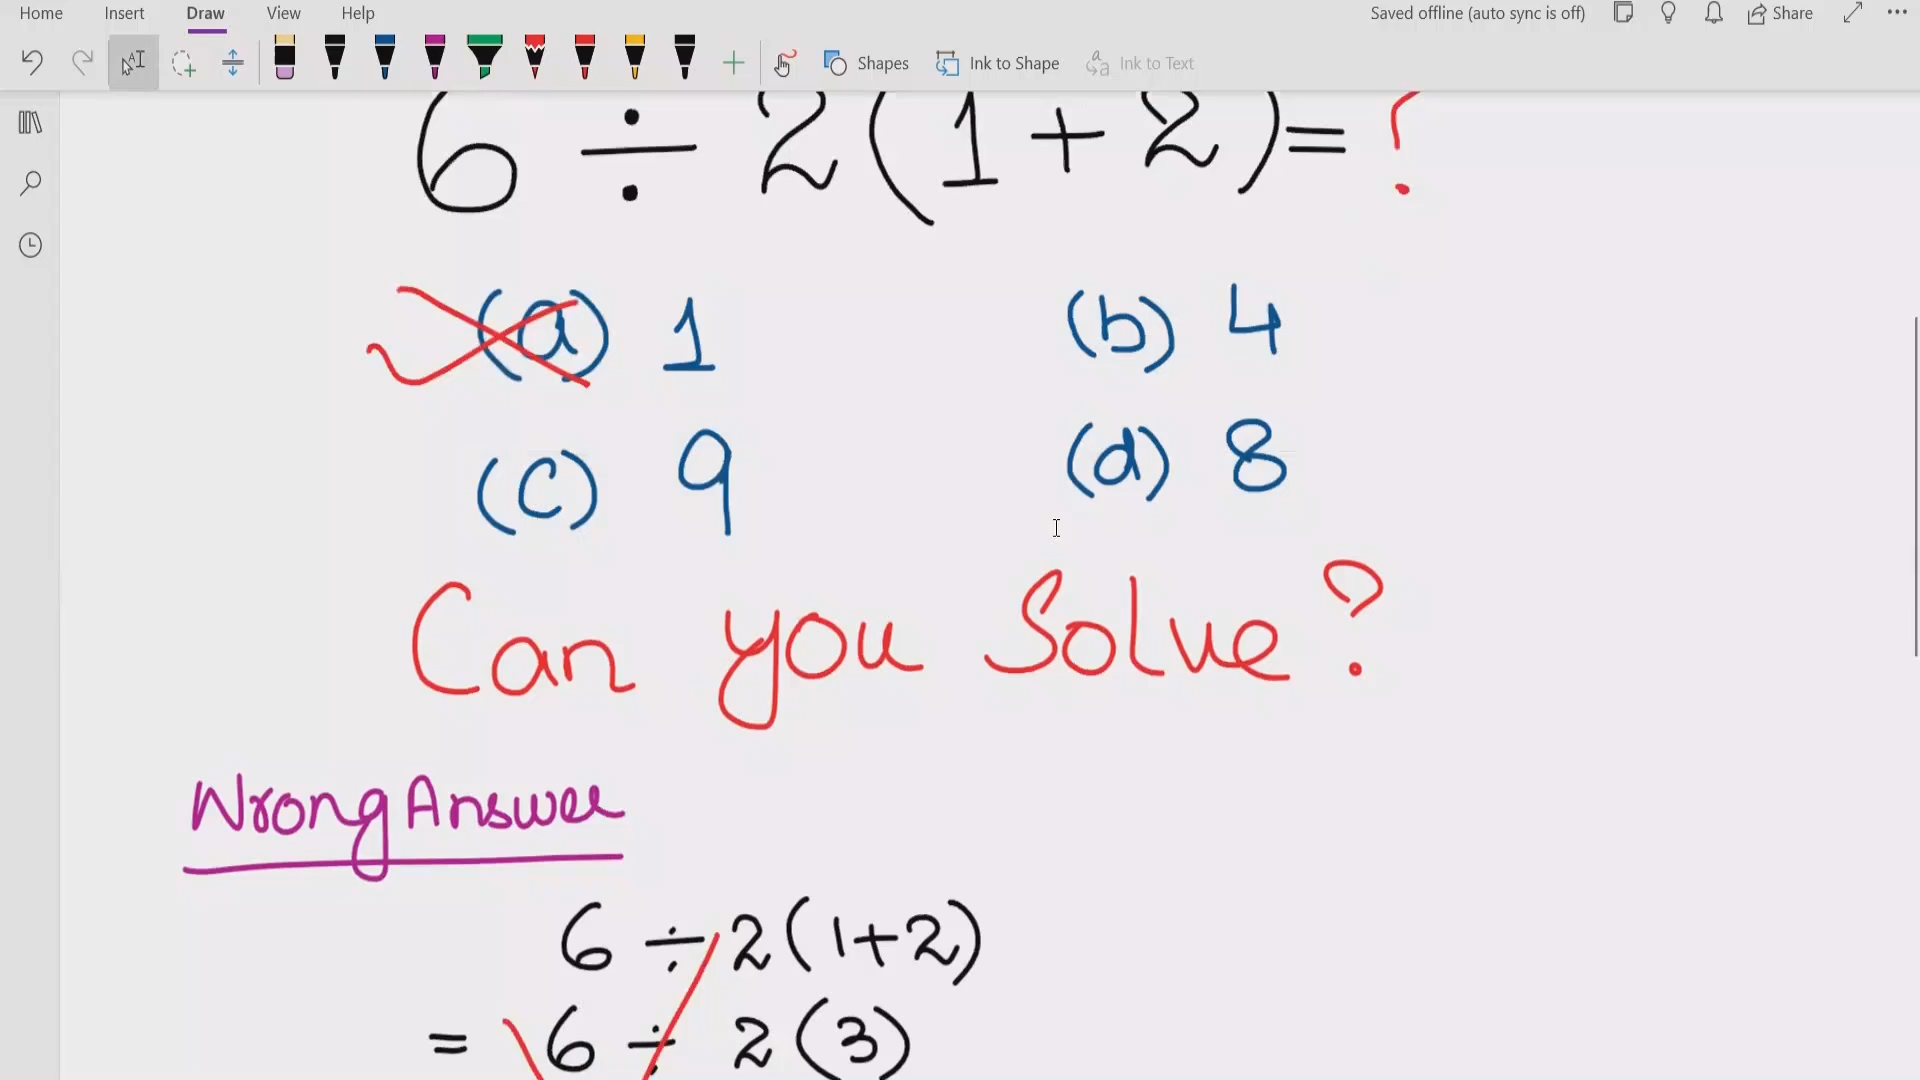 Home Insert Draw View Help Saved offline (auto sync is off) Share
Shapes Ink to Shape Ink to Text
6 ÷ 2(1+2)= ?
(a) 1 (b) 4
(c) 9 (d) 8
Can you Solve?
Wrong Answer
6 ÷ 2(1+2)
= 6 ÷ 2(3)